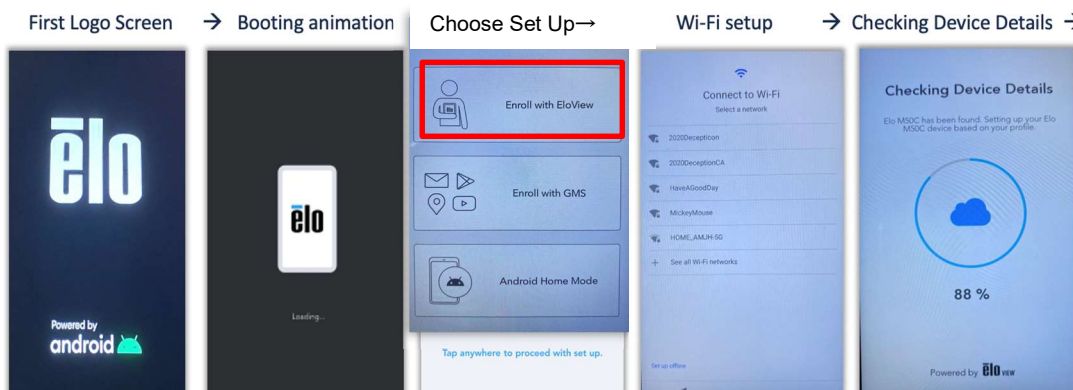 First Logo Screen → Booting animation Choose Set Up→ Wi-Fi setup → Checking Device Details →
ēlo
Powered by
android
ēlo
Loading...
Enroll with EloView
Enroll with GMS
Android Home Mode
Tap anywhere to proceed with set up.
Connect to Wi-Fi
Select a network
2020Decepticon
2020DeceptionCA
HaveAGoodDay
MickeyMouse
HOME_AMJH-5G
+ See all Wi-Fi networks
Set up offline
Checking Device Details
Elo M50C has been found. Setting up your Elo
M50C device based on your profile.
88 %
Powered by ēlo VIEW